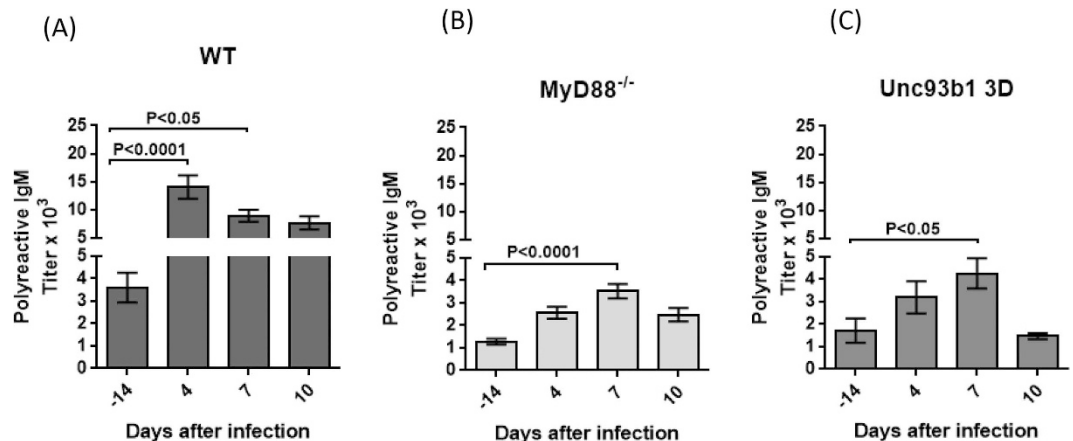 (A)
WT
Polyreactive IgM
Titer x 10³
25
20
15
10
5
5
4
3
2
1
0
P<0.05
P<0.0001
-14
4
7
10
Days after infection
(B)
MyD88⁻/⁻
Polyreactive IgM
Titer x 10³
25
20
15
10
5
5
4
3
2
1
0
P<0.0001
-14
4
7
10
Days after infection
(C)
Unc93b1 3D
Polyreactive IgM
Titer x 10³
25
20
15
10
5
5
4
3
2
1
0
P<0.05
-14
4
7
10
Days after infection